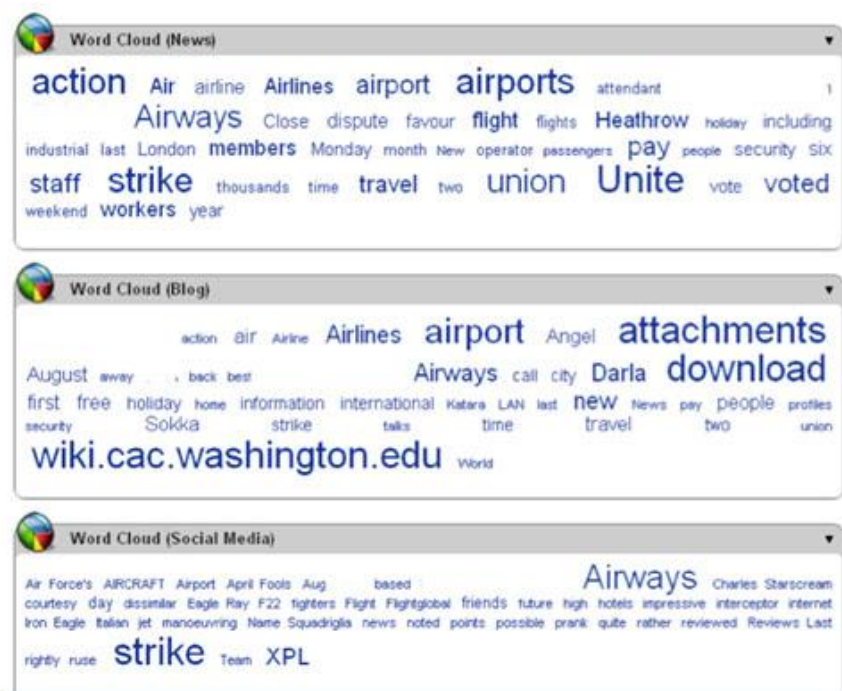 Word Cloud (News)
action Air airline Airlines airport airports attendant 1
Airways Close dispute favour flight flights Heathrow holiday including
industrial last London members Monday month New operator passengers pay people security six
staff strike thousands time travel two union Unite vote voted
weekend workers year
Word Cloud (Blog)
action air Airline Airlines airport Angel attachments
August away back best Airways call city Darla download
first free holiday home information international Katara LAN last new News pay people profiles
security Sokka strike talks time travel two union
wiki.cac.washington.edu World
Word Cloud (Social Media)
Air Force's AIRCRAFT Airport April Fools Aug based Airways Charles Starscream
courtesy day dissimilar Eagle Ray F22 fighters Flight Flightglobal friends future high hotels impressive interceptor internet
Iron Eagle Italian jet manoeuvring Name Squadriglia news noted points possible prank quite rather reviewed Reviews Last
rightly ruse strike Team XPL